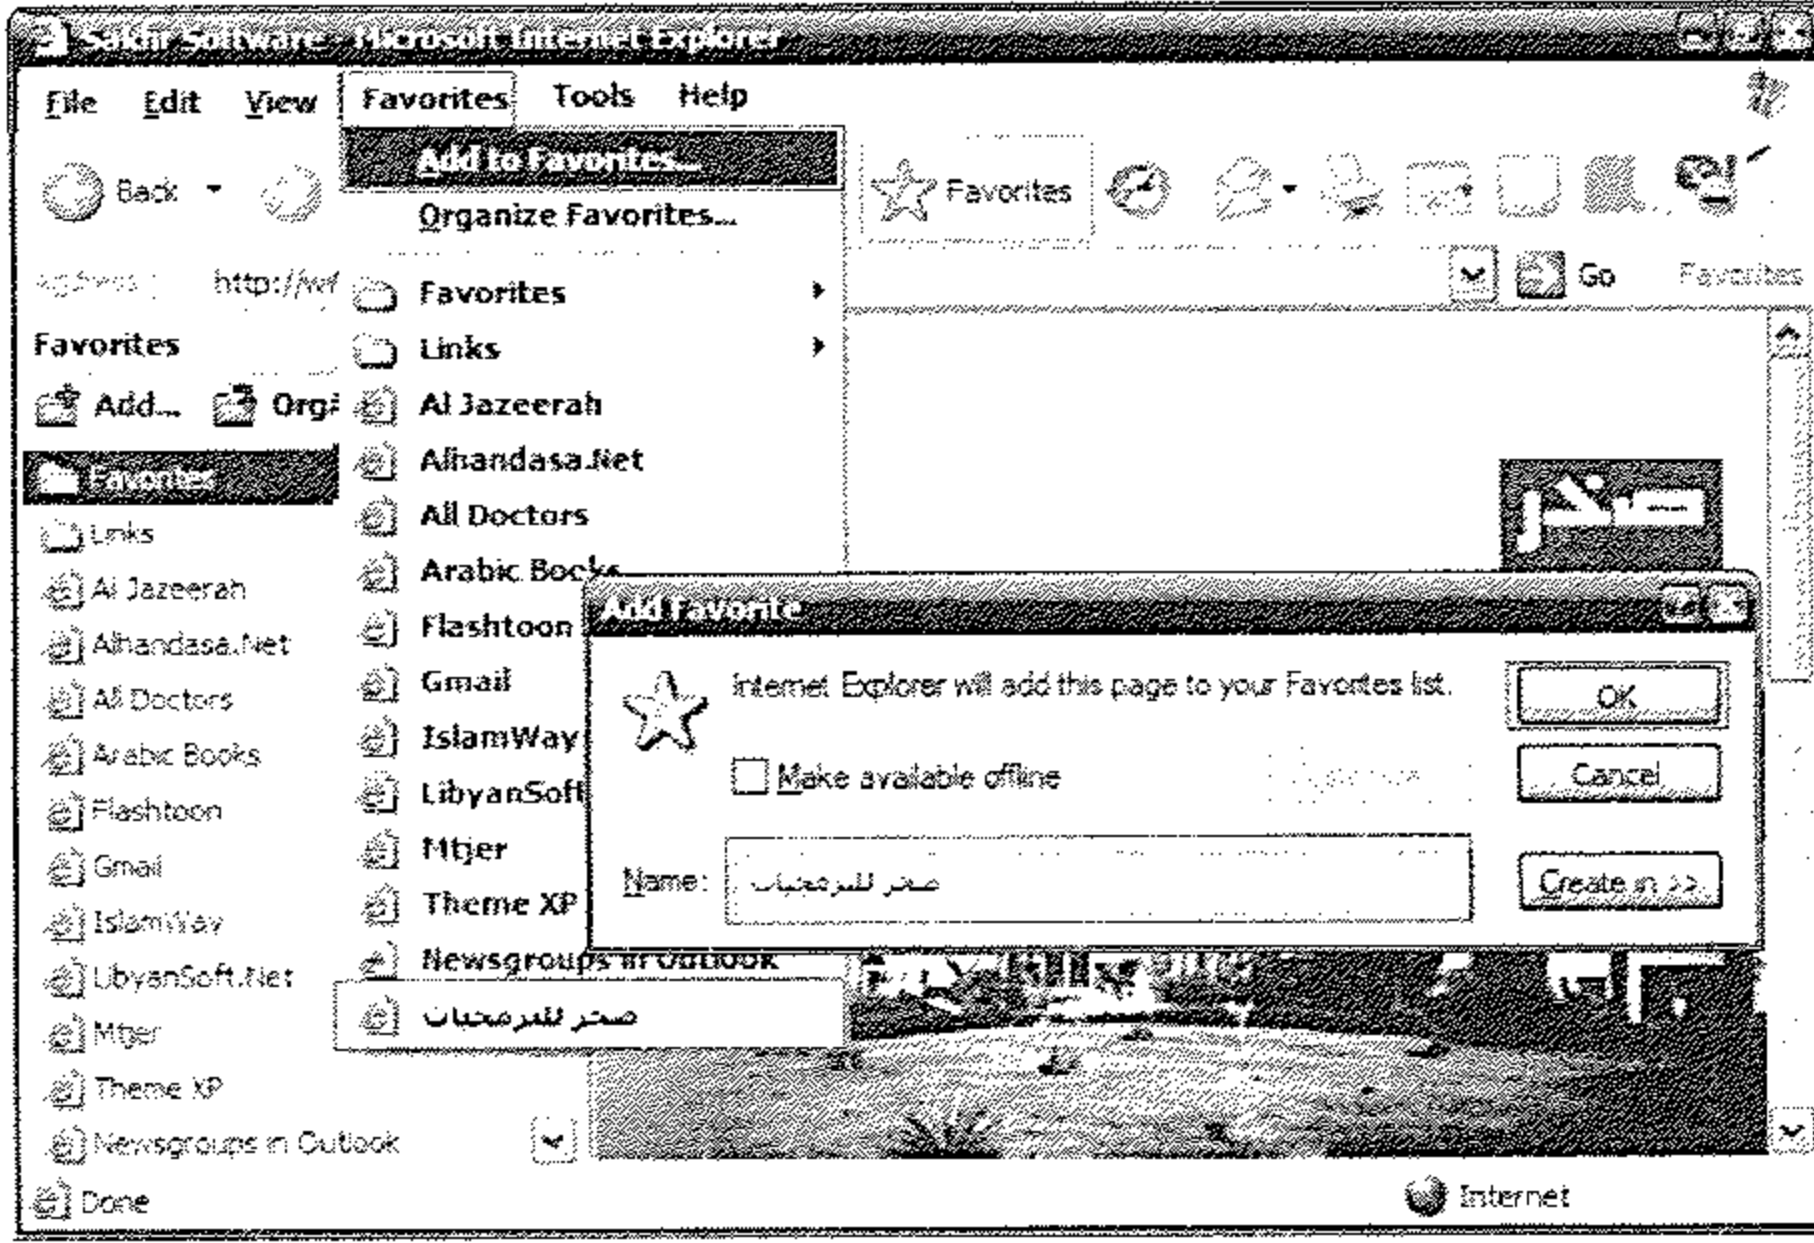 Sakhr Software - Microsoft Internet Explorer
File Edit View Favorites Tools Help
Add to Favorites...
Organize Favorites...
Back
Favorites
Address
http://w
Go
Favorites
Favorites
Links
Al Jazeerah
Alhandasa.Net
All Doctors
Arabic Books
Flashtoon
Gmail
IslamWay
LibyanSoft
Mtjer
Theme XP
Newsgroups in Outlook
صخر للبرمجيات
Favorites
Add...
Orga
Favorites
Links
Al Jazeerah
Alhandasa.Net
All Doctors
Arabic Books
Flashtoon
Gmail
IslamWay
LibyanSoft.Net
Mtjer
Theme XP
Newsgroups in Outlook
صخر
Add Favorite
Internet Explorer will add this page to your Favorites list.
Make available offline
Name:
صخر للبرمجيات
OK
Cancel
Create in >>
Done
Internet